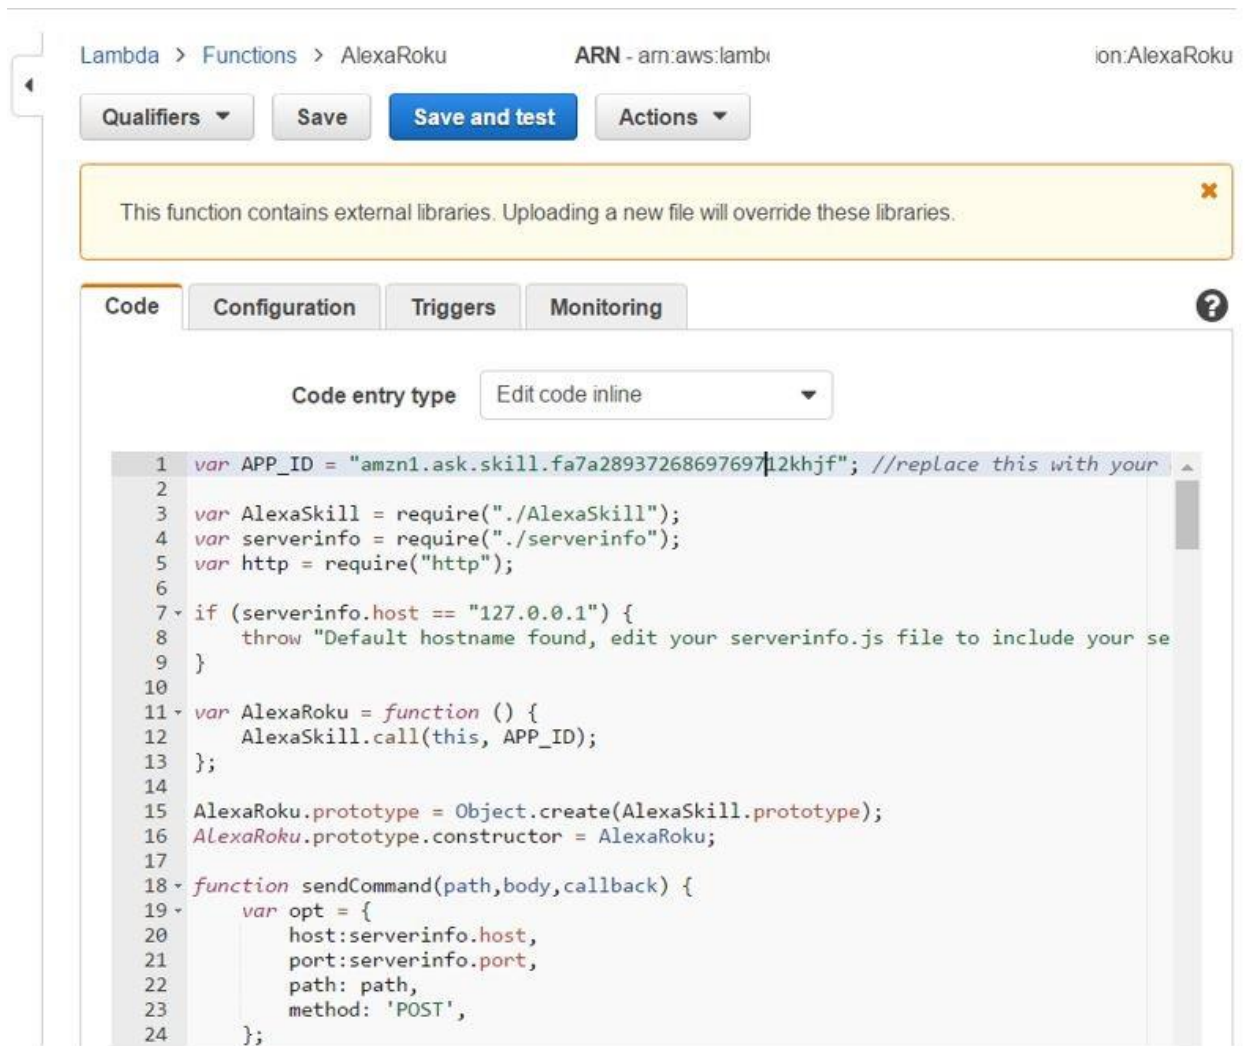 Lambda > Functions > AlexaRoku ARN - arn:aws:lambd ion:AlexaRoku
Qualifiers Save Save and test Actions
This function contains external libraries. Uploading a new file will override these libraries.
Code Configuration Triggers Monitoring
Code entry type Edit code inline
1 var APP_ID = "amzn1.ask.skill.fa7a2893726869769712khjf"; //replace this with your
2
3 var AlexaSkill = require("./AlexaSkill");
4 var serverinfo = require("./serverinfo");
5 var http = require("http");
6
7 if (serverinfo.host == "127.0.0.1") {
8 throw "Default hostname found, edit your serverinfo.js file to include your se
9 }
10
11 var AlexaRoku = function () {
12 AlexaSkill.call(this, APP_ID);
13 };
14
15 AlexaRoku.prototype = Object.create(AlexaSkill.prototype);
16 AlexaRoku.prototype.constructor = AlexaRoku;
17
18 function sendCommand(path,body,callback) {
19 var opt = {
20 host:serverinfo.host,
21 port:serverinfo.port,
22 path: path,
23 method: 'POST',
24 };